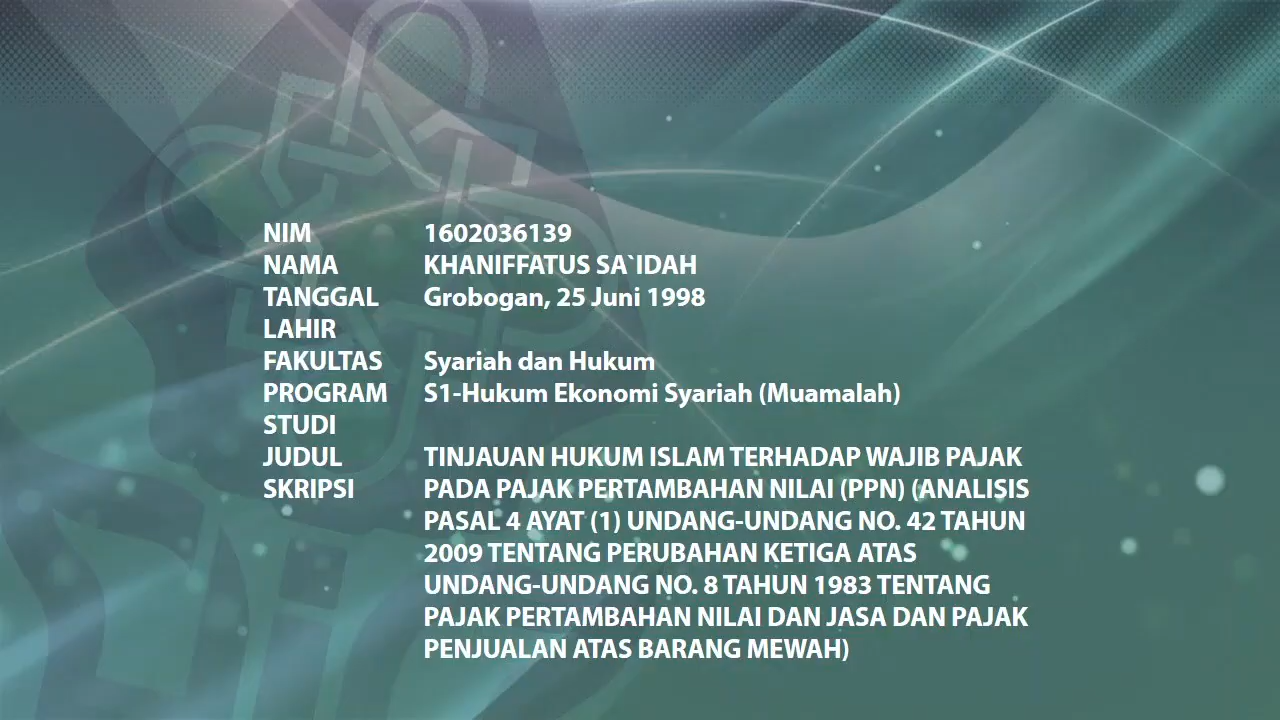 NIM 1602036139
NAMA KHANIFFATUS SA`IDAH
TANGGAL Grobogan, 25 Juni 1998
LAHIR
FAKULTAS Syariah dan Hukum
PROGRAM S1-Hukum Ekonomi Syariah (Muamalah)
STUDI
JUDUL TINJAUAN HUKUM ISLAM TERHADAP WAJIB PAJAK
SKRIPSI PADA PAJAK PERTAMBAHAN NILAI (PPN) (ANALISIS
PASAL 4 AYAT (1) UNDANG-UNDANG NO. 42 TAHUN
2009 TENTANG PERUBAHAN KETIGA ATAS
UNDANG-UNDANG NO. 8 TAHUN 1983 TENTANG
PAJAK PERTAMBAHAN NILAI DAN JASA DAN PAJAK
PENJUALAN ATAS BARANG MEWAH)